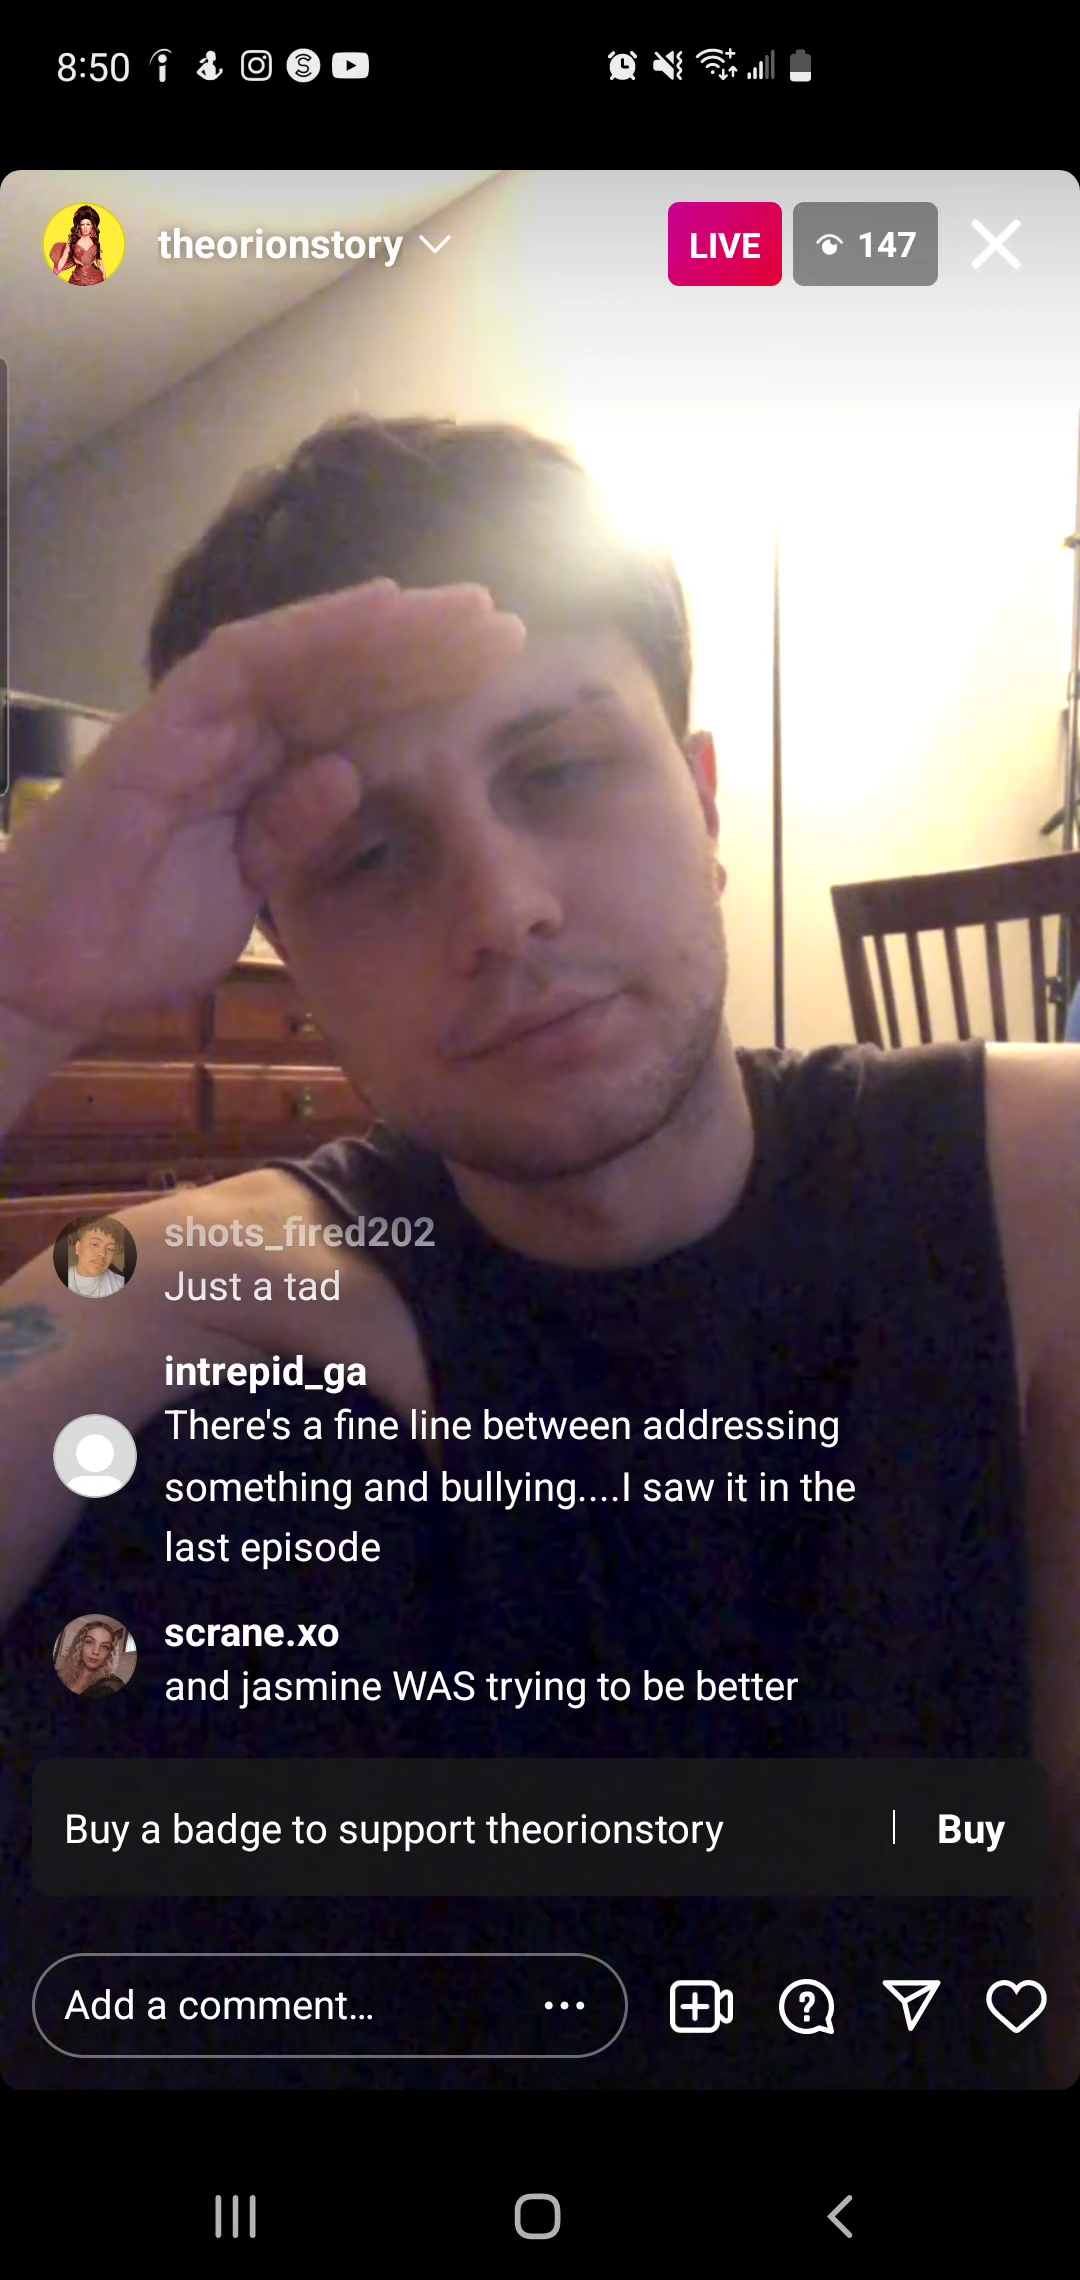 8:50
theorionstory
LIVE
147
shots_fired202
Just a tad
intrepid_ga
There's a fine line between addressing
something and bullying....I saw it in the
last episode
scrane.xo
and jasmine WAS trying to be better
Buy a badge to support theorionstory
Buy
Add a comment...